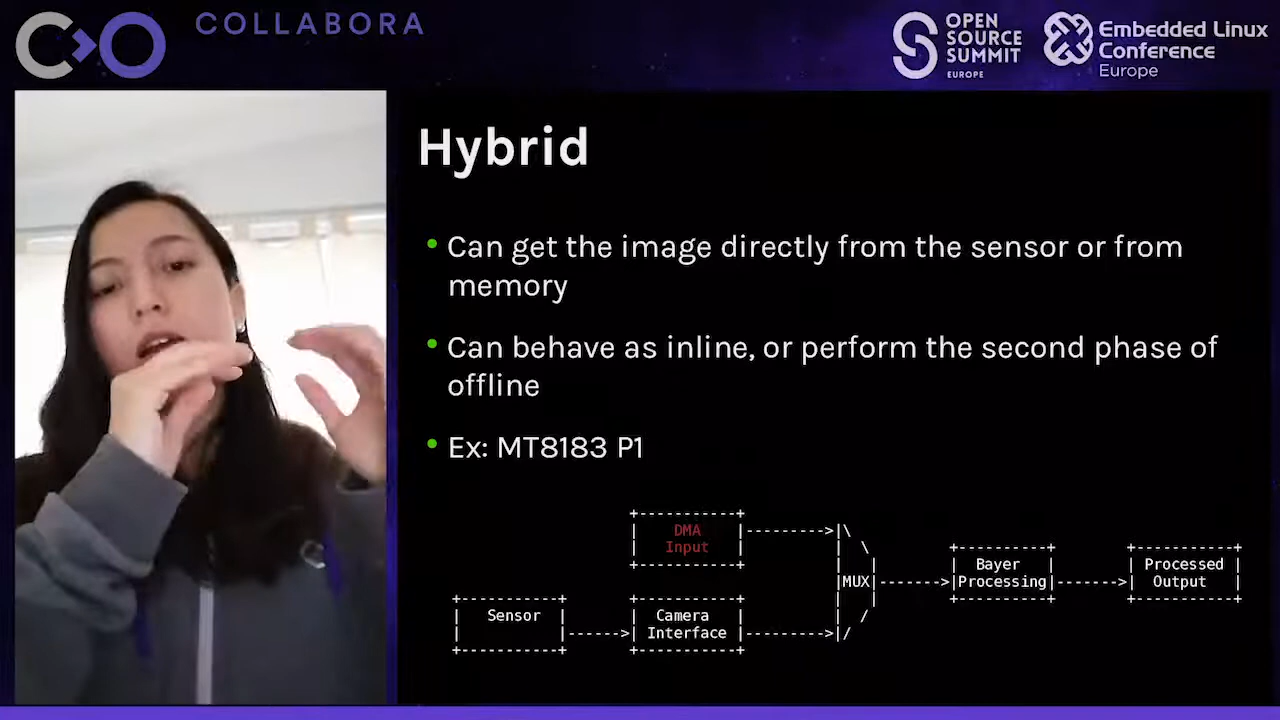 COLLABORA
OPEN
SOURCE
SUMMIT
EUROPE
Embedded Linux
Conference
Europe
Hybrid
• Can get the image directly from the sensor or from
memory
• Can behave as inline, or perform the second phase of
offline
• Ex: MT8183 P1
DMA
Input
MUX
Bayer
Processing
Processed
Output
Sensor
Camera
Interface